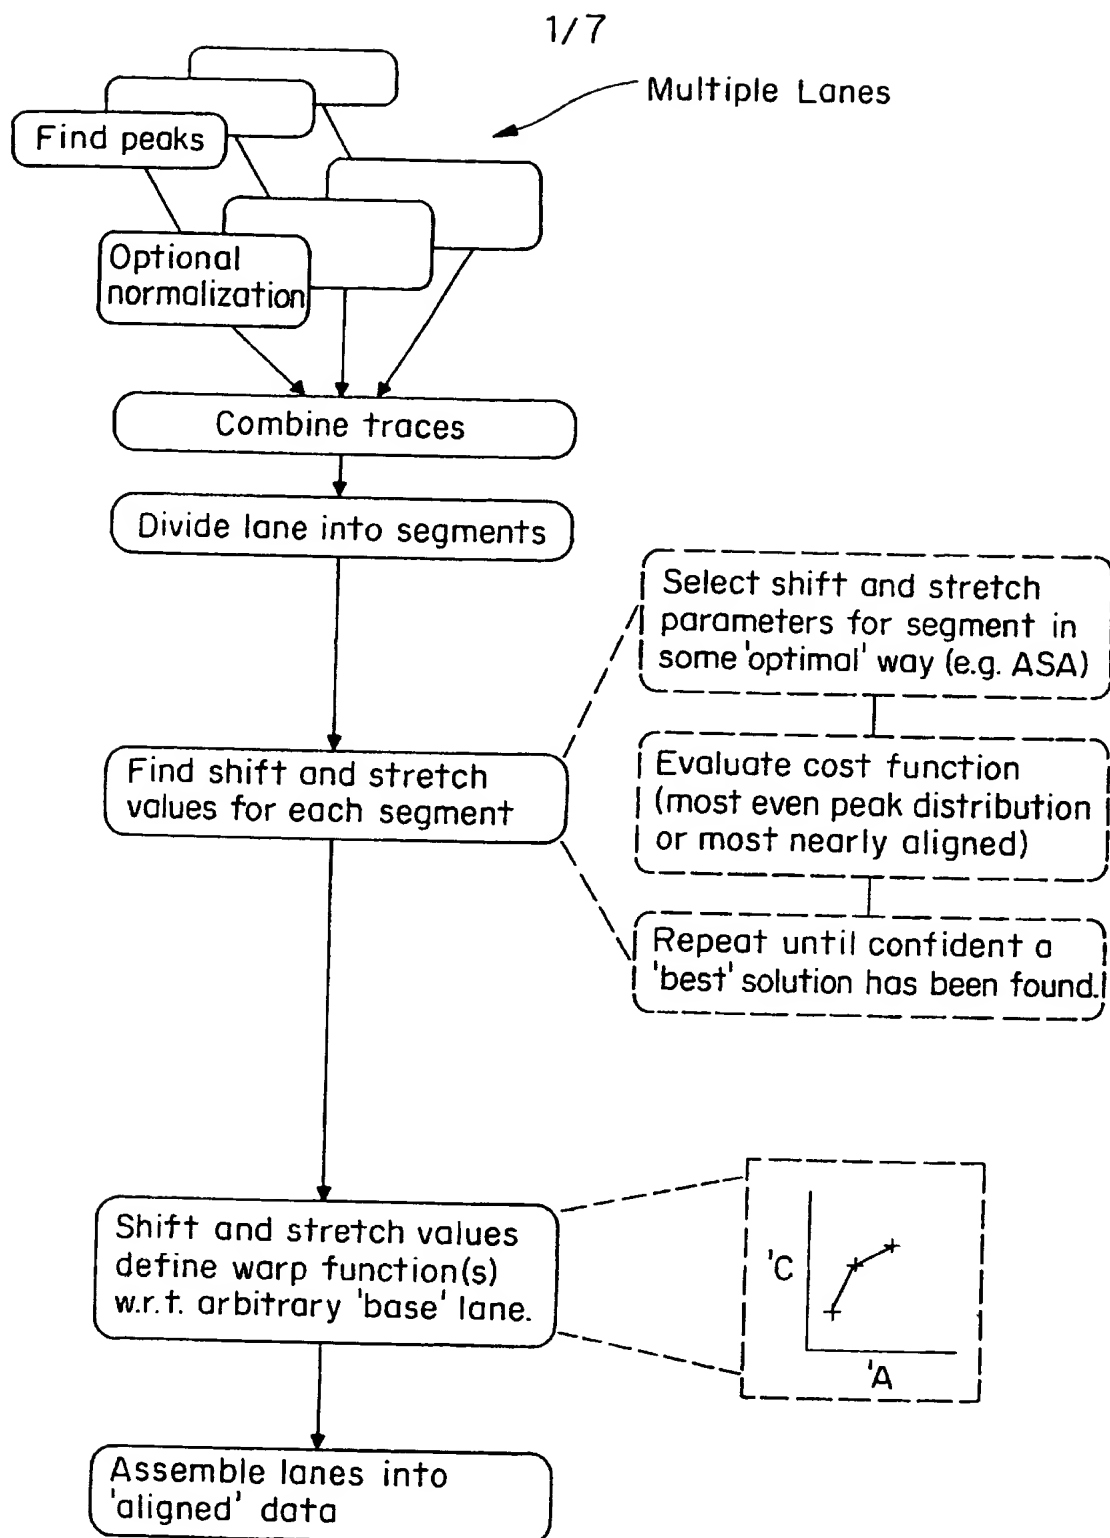 1/7
Multiple Lanes
Find peaks
Optional
normalization
Combine traces
Divide lane into segments
Select shift and stretch
parameters for segment in
some 'optimal' way (e.g. ASA)
Find shift and stretch
values for each segment
Evaluate cost function
(most even peak distribution
or most nearly aligned)
Repeat until confident a
'best' solution has been found.
Shift and stretch values
define warp function(s)
w.r.t. arbitrary 'base' lane.
'C
'A
Assemble lanes into
'aligned' data